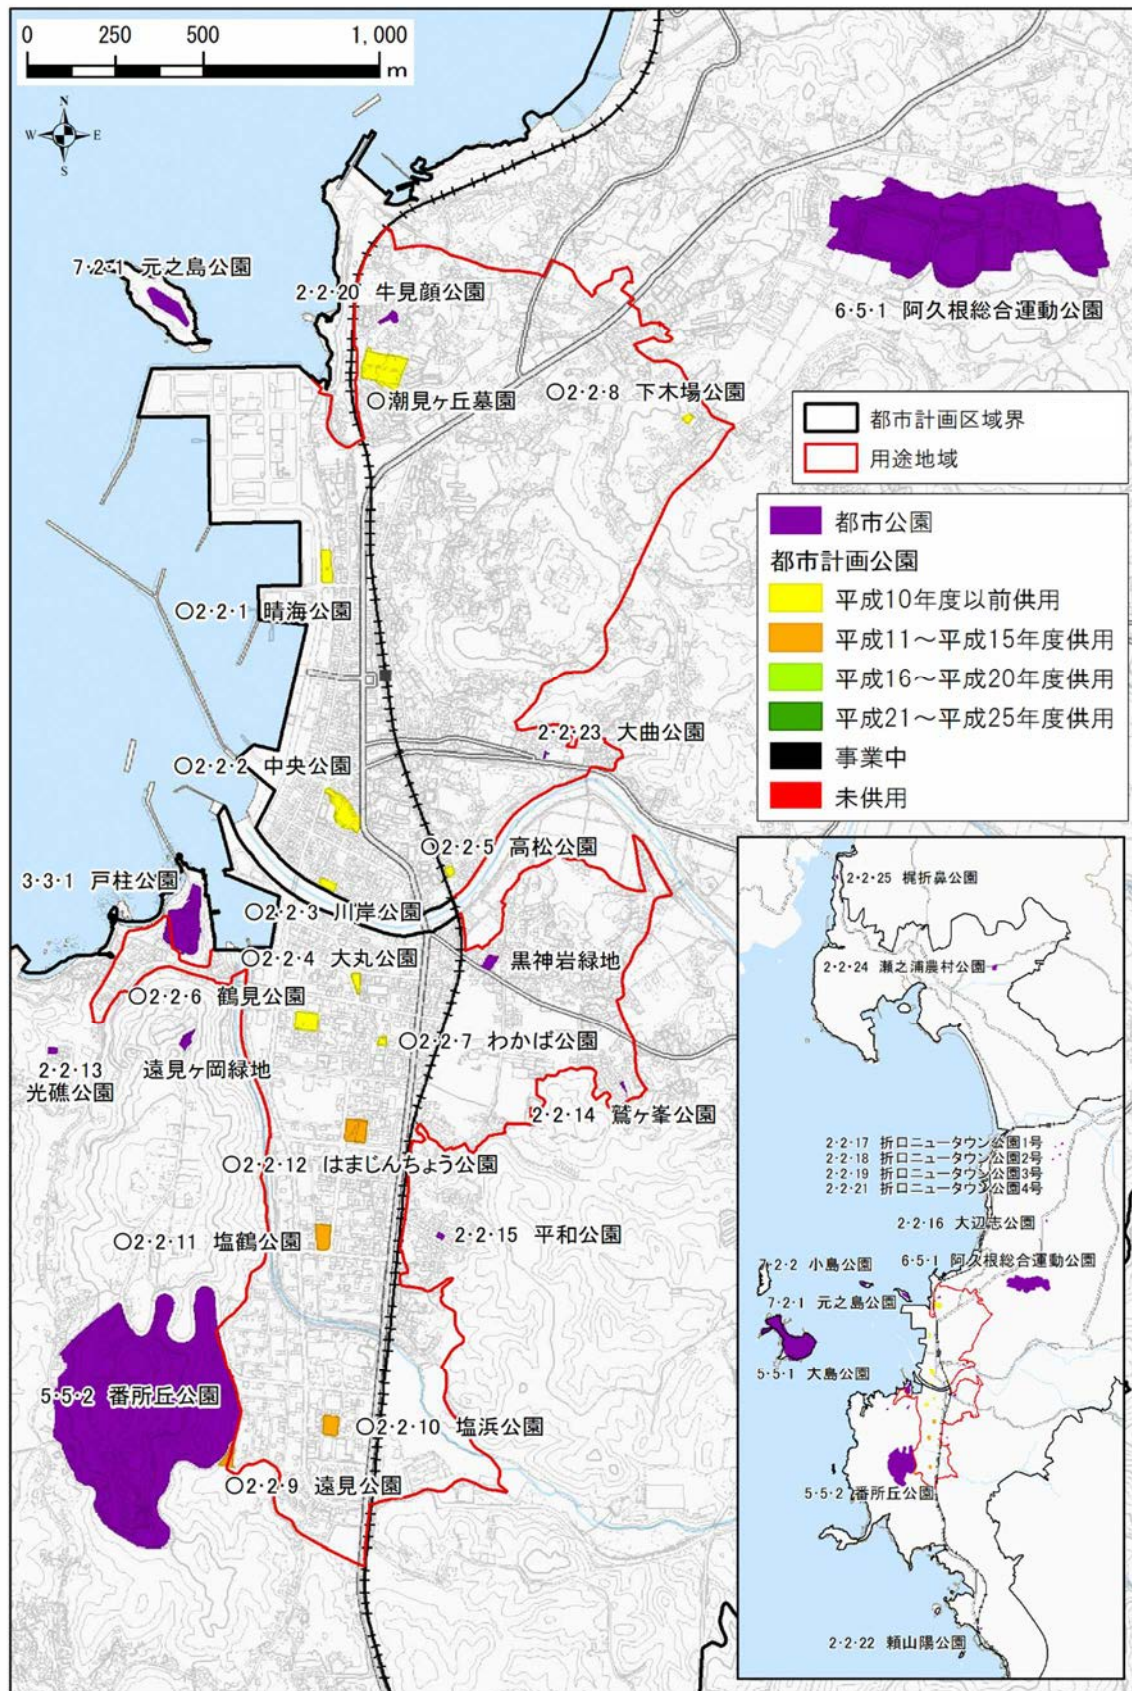 0 250 500 1,000
m
N
W E
S
7・2・1 元之島公園
2・2・20 牛見顔公園
6・5・1 阿久根総合運動公園
○潮見ヶ丘墓園
○2・2・8 下木場公園
都市計画区域界
用途地域
都市公園
都市計画公園
平成10年度以前供用
平成11～平成15年度供用
平成16～平成20年度供用
平成21～平成25年度供用
事業中
未供用
○2・2・1 晴海公園
2・2・23 大曲公園
○2・2・2 中央公園
○2・2・5 高松公園
3・3・1 戸柱公園
○2・2・3 川岸公園
○2・2・4 大丸公園
黒神岩緑地
○2・2・6 鶴見公園
○2・2・7 わかば公園
2・2・13
光礁公園
遠見ヶ岡緑地
2・2・14 鷲ヶ峯公園
○2・2・12 はまじんちょう公園
○2・2・11 塩鶴公園
2・2・15 平和公園
5・5・2 番所丘公園
○2・2・10 塩浜公園
○2・2・9 遠見公園
2・2・25 梶折鼻公園
2・2・24 瀬之浦農村公園
2・2・17 折口ニュータウン公園1号
2・2・18 折口ニュータウン公園2号
2・2・19 折口ニュータウン公園3号
2・2・21 折口ニュータウン公園4号
2・2・16 大辺志公園
7・2・2 小島公園
6・5・1 阿久根総合運動公園
7・2・1 元之島公園
5・5・1 大島公園
5・5・2 番所丘公園
2・2・22 頼山陽公園